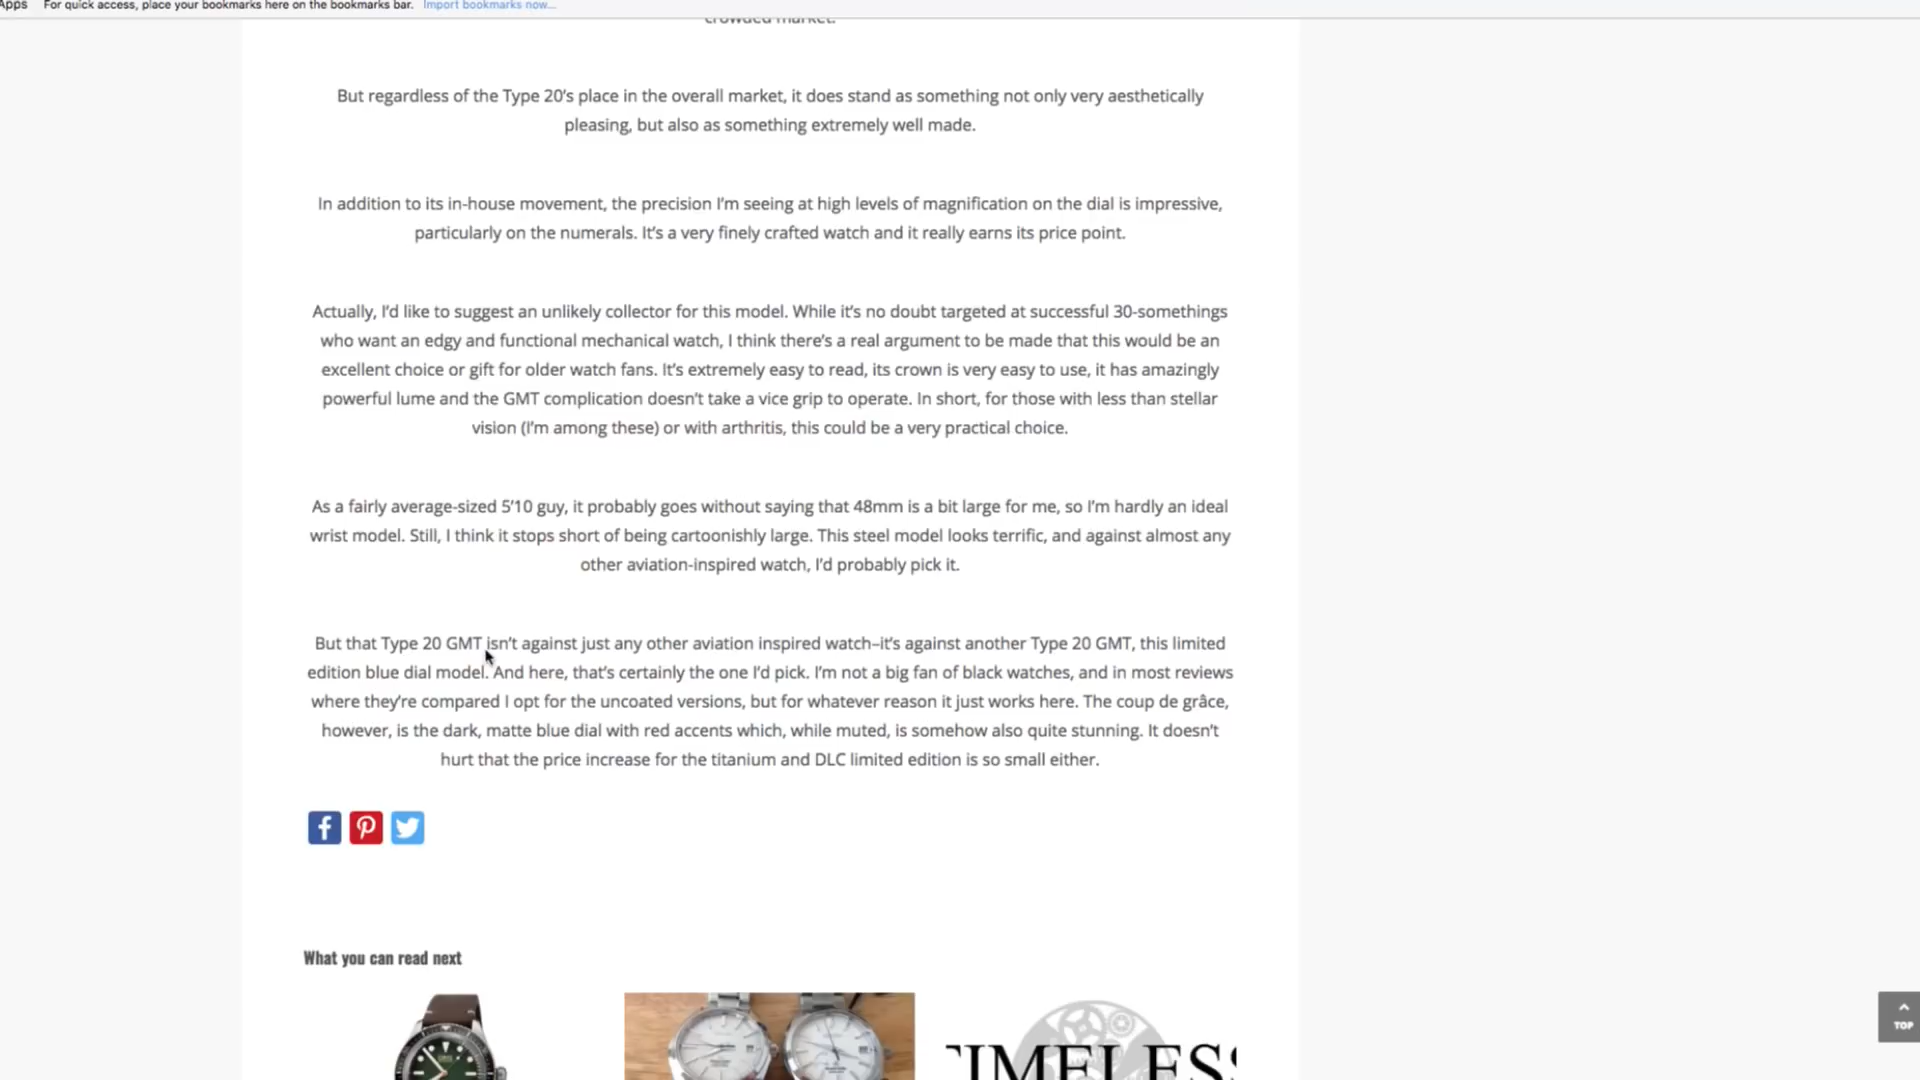 Apps For quick access, place your bookmarks here on the bookmarks bar. Import bookmarks now...
crowded market.
But regardless of the Type 20's place in the overall market, it does stand as something not only very aesthetically
pleasing, but also as something extremely well made.
In addition to its in-house movement, the precision I'm seeing at high levels of magnification on the dial is impressive,
particularly on the numerals. It's a very finely crafted watch and it really earns its price point.
Actually, I'd like to suggest an unlikely collector for this model. While it's no doubt targeted at successful 30-somethings
who want an edgy and functional mechanical watch, I think there's a real argument to be made that this would be an
excellent choice or gift for older watch fans. It's extremely easy to read, its crown is very easy to use, it has amazingly
powerful lume and the GMT complication doesn't take a vice grip to operate. In short, for those with less than stellar
vision (I'm among these) or with arthritis, this could be a very practical choice.
As a fairly average-sized 5'10 guy, it probably goes without saying that 48mm is a bit large for me, so I'm hardly an ideal
wrist model. Still, I think it stops short of being cartoonishly large. This steel model looks terrific, and against almost any
other aviation-inspired watch, I'd probably pick it.
But that Type 20 GMT isn't against just any other aviation inspired watch–it's against another Type 20 GMT, this limited
edition blue dial model. And here, that's certainly the one I'd pick. I'm not a big fan of black watches, and in most reviews
where they're compared I opt for the uncoated versions, but for whatever reason it just works here. The coup de grâce,
however, is the dark, matte blue dial with red accents which, while muted, is somehow also quite stunning. It doesn't
hurt that the price increase for the titanium and DLC limited edition is so small either.
What you can read next
TIMELESS
TOP